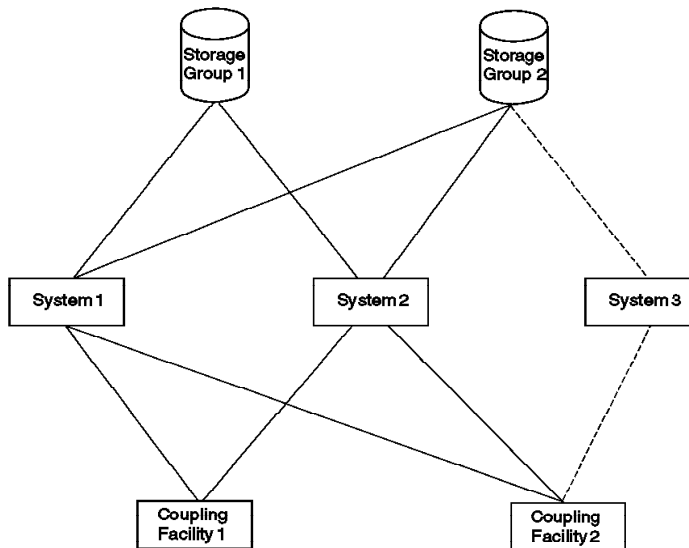 Storage
Group 1
Storage
Group 2
System 1
System 2
System 3
Coupling
Facility 1
Coupling
Facility 2